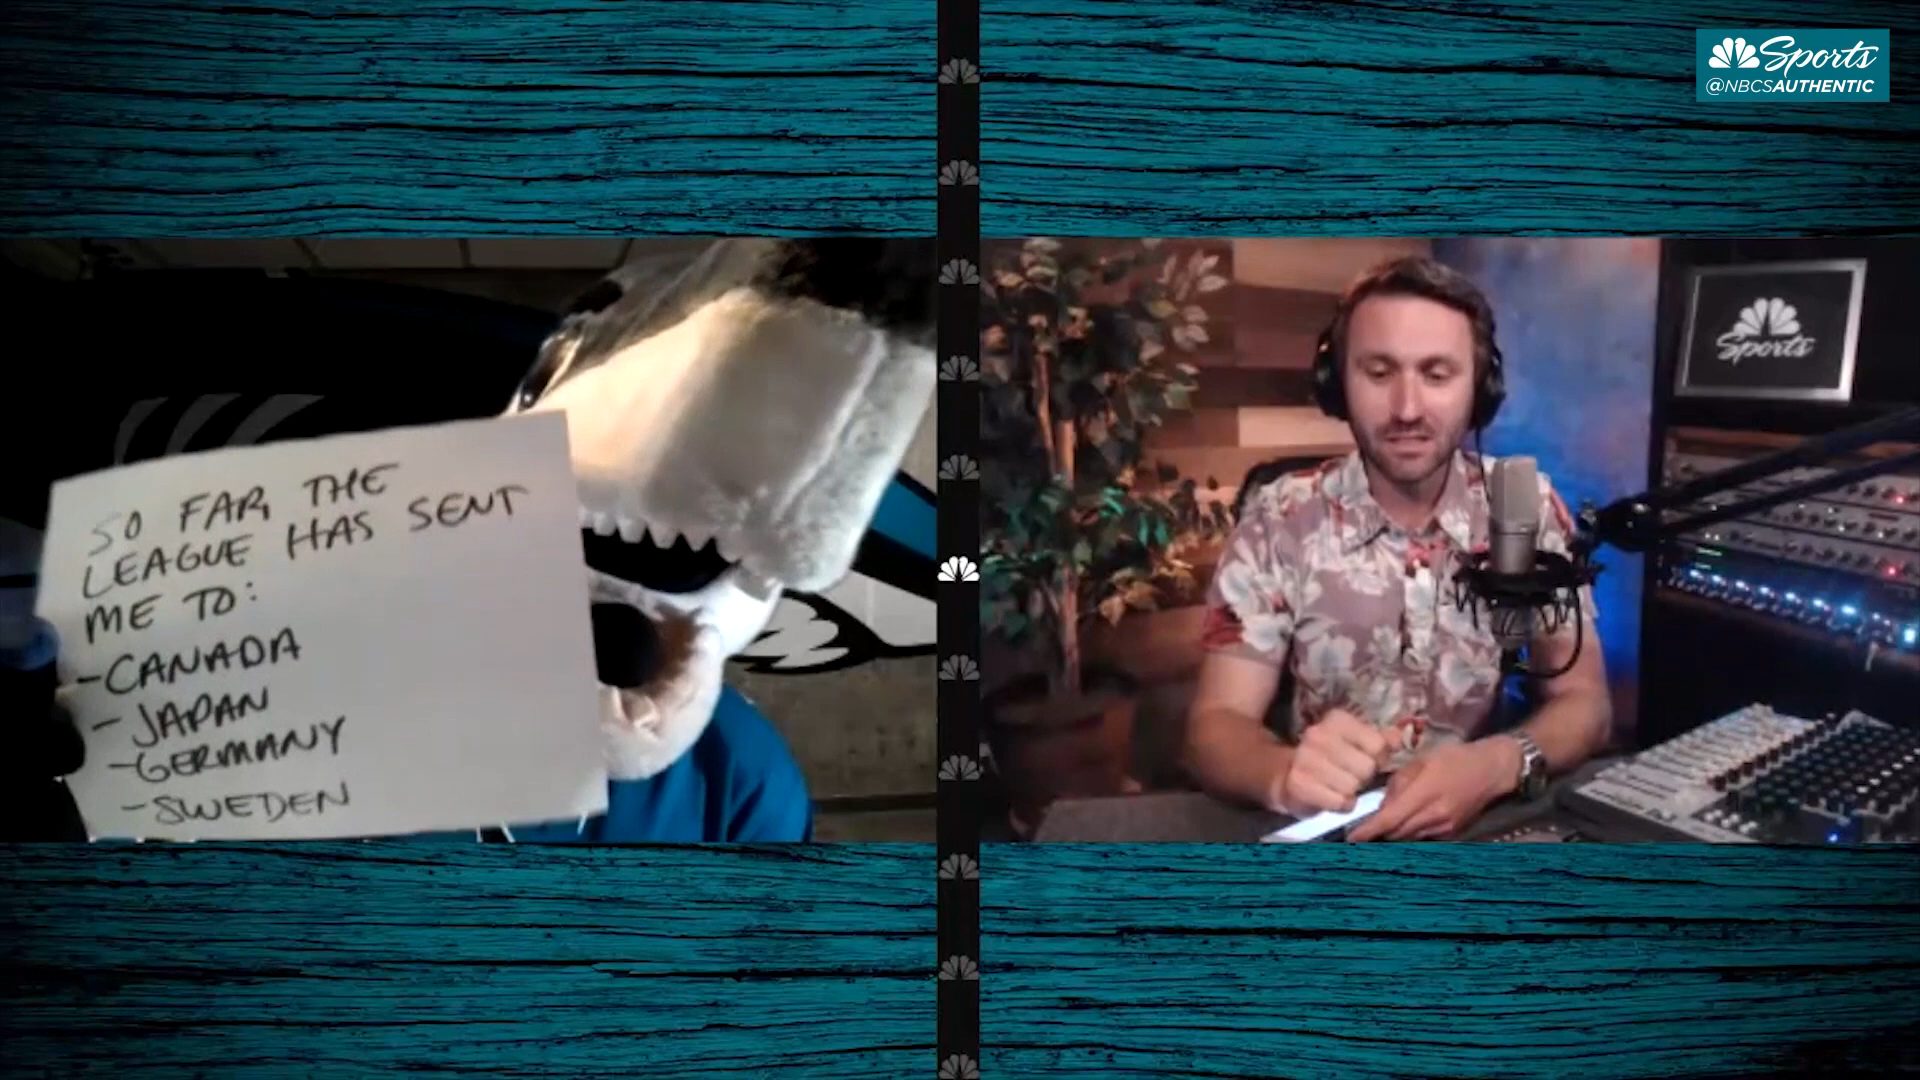 Sports
@NBCSAUTHENTIC
SO FAR, THE
LEAGUE HAS SENT
ME TO:
-CANADA
-JAPAN
-GERMANY
-SWEDEN
Sports